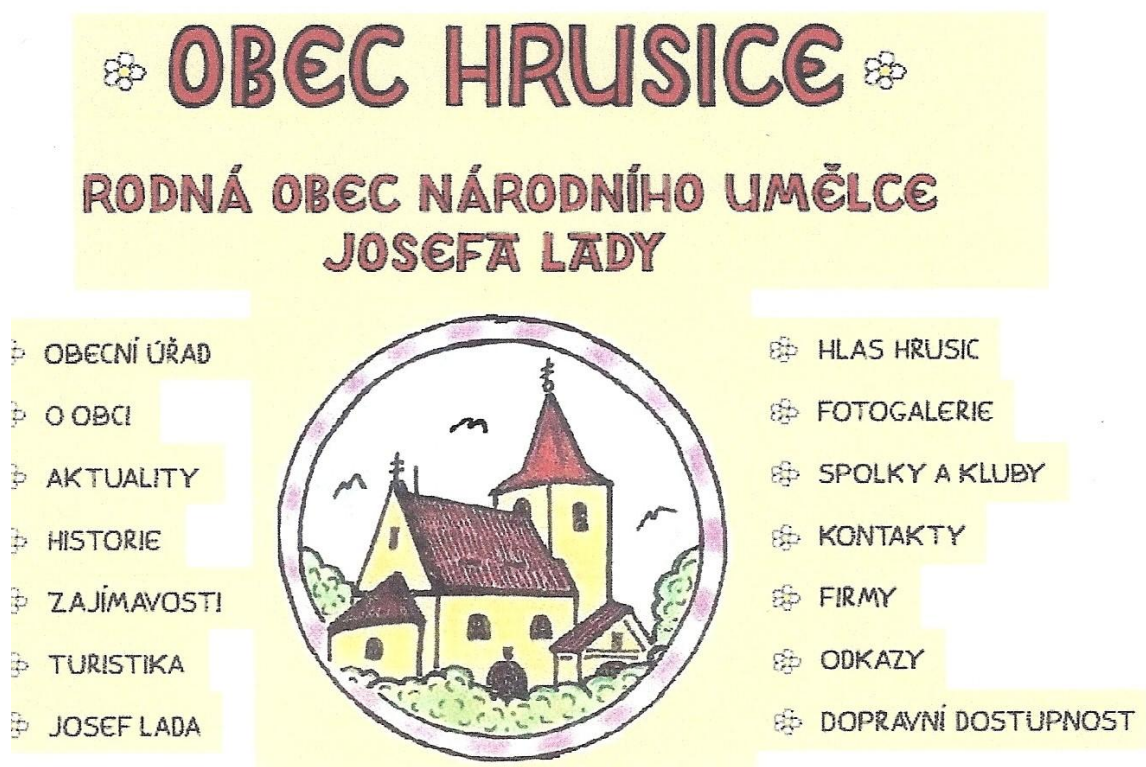 OBEC HRUSICE
RODNÁ OBEC NÁRODNÍHO UMĚLCE
JOSEFA LADY
OBECNÍ ÚŘAD
O OBCI
AKTUALITY
HISTORIE
ZAJÍMAVOSTI
TURISTIKA
JOSEF LADA
HLAS HRUSIC
FOTOGALERIE
SPOLKY A KLUBY
KONTAKTY
FIRMY
ODKAZY
DOPRAVNÍ DOSTUPNOST